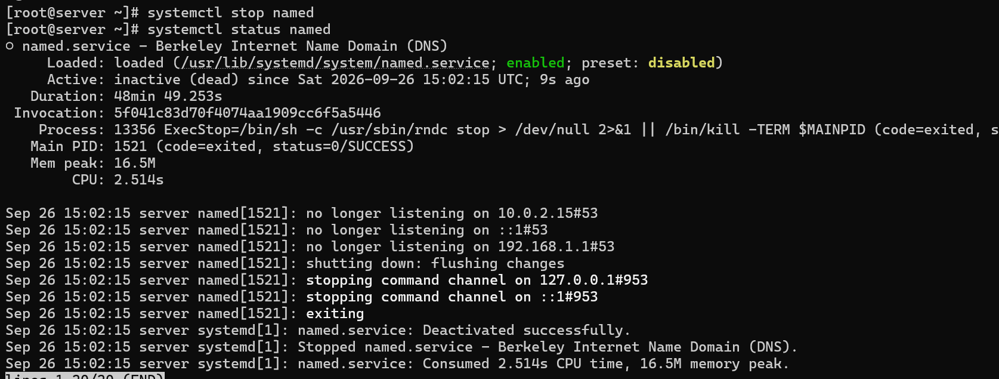 [root@server ~]# systemctl stop named
[root@server ~]# systemctl status named
○ named.service - Berkeley Internet Name Domain (DNS)
     Loaded: loaded (/usr/lib/systemd/system/named.service; enabled; preset: disabled)
     Active: inactive (dead) since Sat 2026-09-26 15:02:15 UTC; 9s ago
   Duration: 48min 49.253s
 Invocation: 5f041c83d70f4074aa1909cc6f5a5446
    Process: 13356 ExecStop=/bin/sh -c /usr/sbin/rndc stop > /dev/null 2>&1 || /bin/kill -TERM $MAINPID (code=exited, s
   Main PID: 1521 (code=exited, status=0/SUCCESS)
   Mem peak: 16.5M
        CPU: 2.514s

Sep 26 15:02:15 server named[1521]: no longer listening on 10.0.2.15#53
Sep 26 15:02:15 server named[1521]: no longer listening on ::1#53
Sep 26 15:02:15 server named[1521]: no longer listening on 192.168.1.1#53
Sep 26 15:02:15 server named[1521]: shutting down: flushing changes
Sep 26 15:02:15 server named[1521]: stopping command channel on 127.0.0.1#953
Sep 26 15:02:15 server named[1521]: stopping command channel on ::1#953
Sep 26 15:02:15 server named[1521]: exiting
Sep 26 15:02:15 server systemd[1]: named.service: Deactivated successfully.
Sep 26 15:02:15 server systemd[1]: Stopped named.service - Berkeley Internet Name Domain (DNS).
Sep 26 15:02:15 server systemd[1]: named.service: Consumed 2.514s CPU time, 16.5M memory peak.
lines 1-20/20 (END)